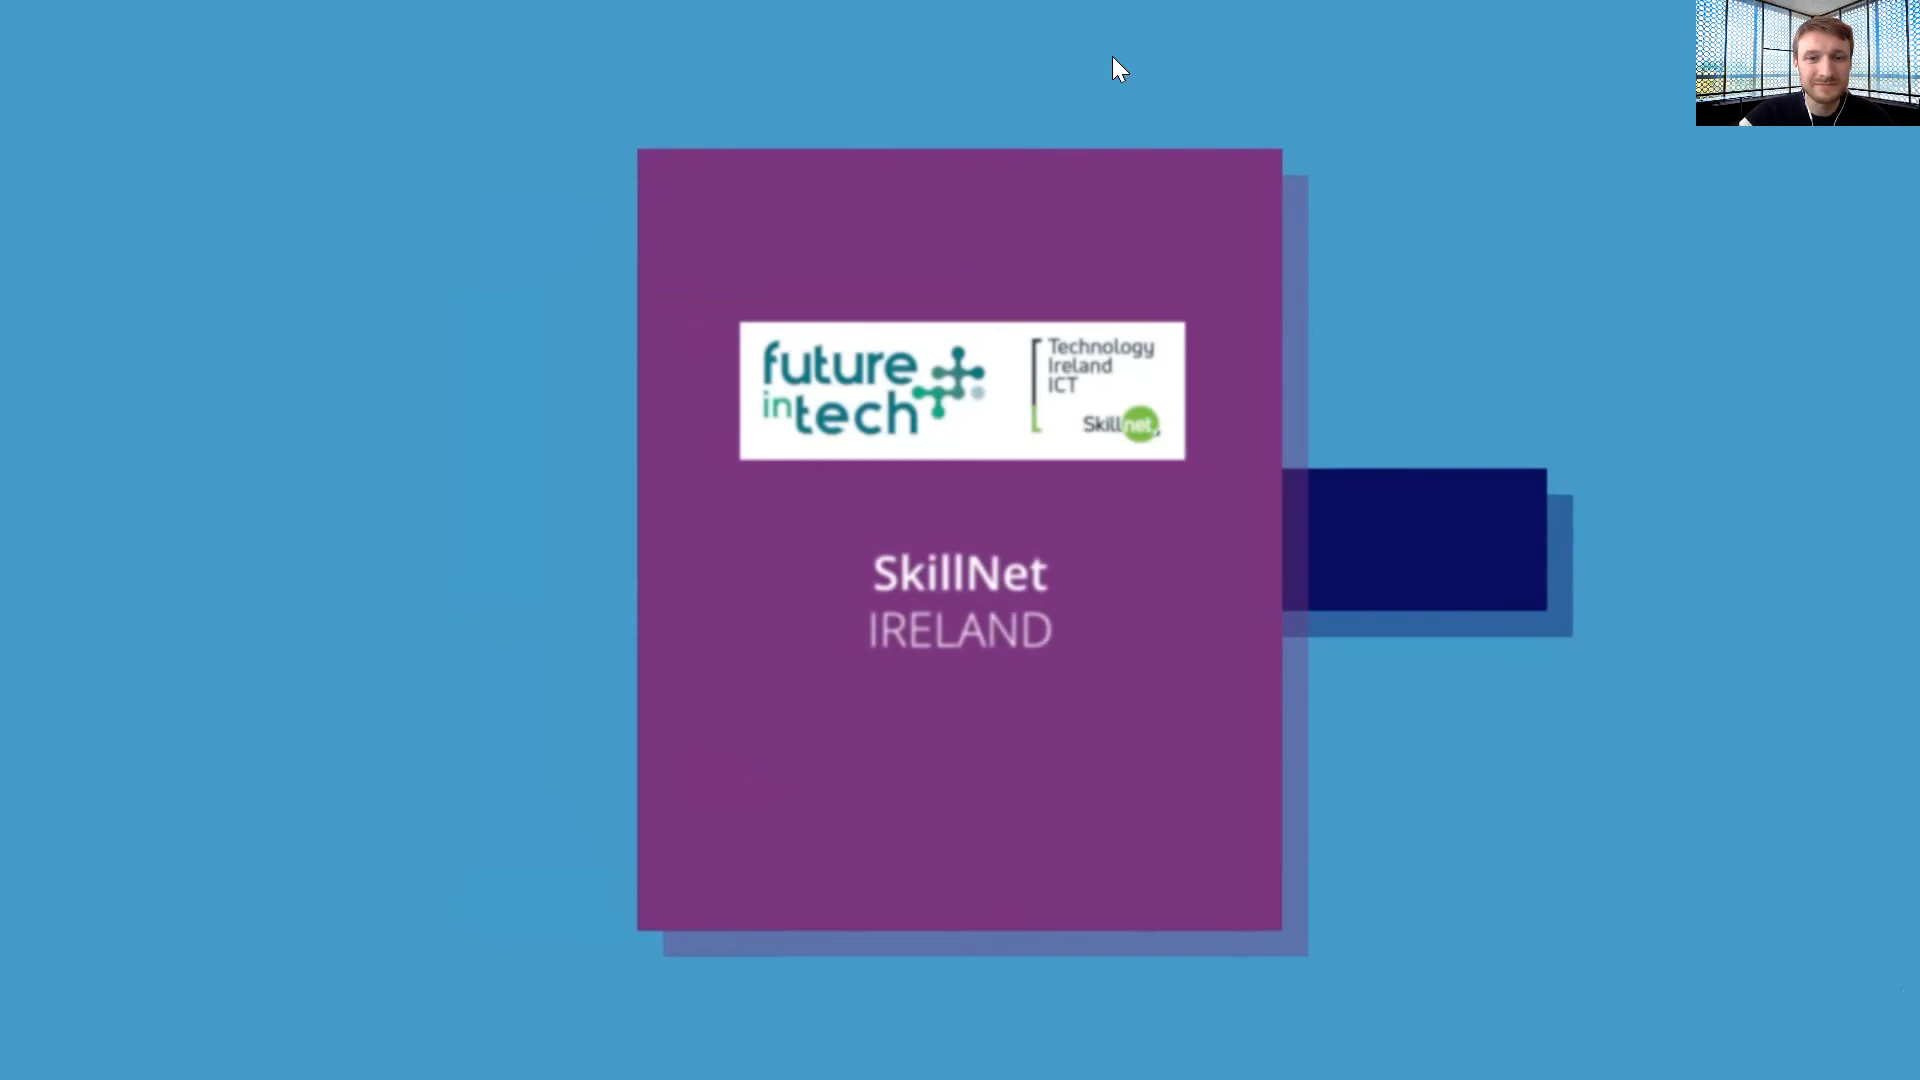 future
in tech
Technology
Ireland
ICT
Skillnet
SkillNet
IRELAND